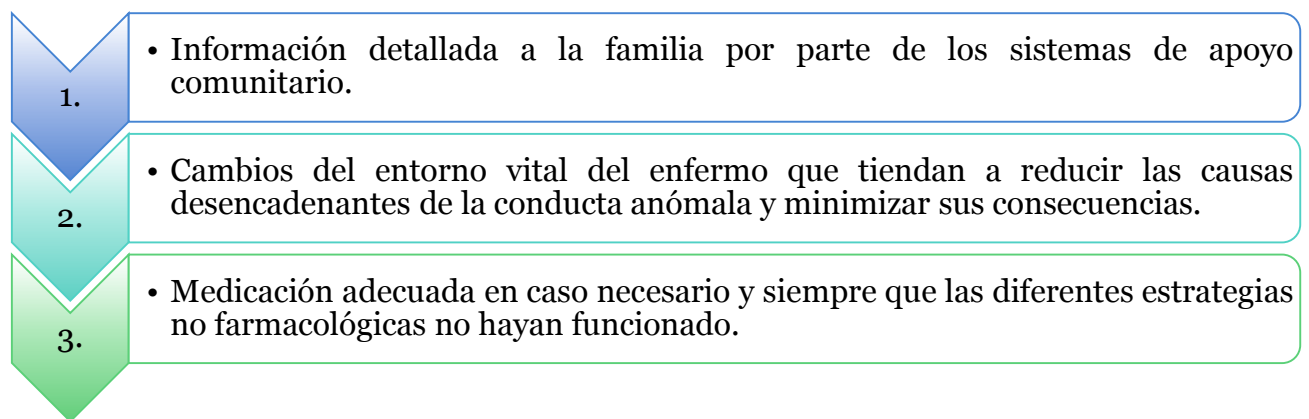 1.
• Información detallada a la familia por parte de los sistemas de apoyo
comunitario.
2.
• Cambios del entorno vital del enfermo que tiendan a reducir las causas
desencadenantes de la conducta anómala y minimizar sus consecuencias.
3.
• Medicación adecuada en caso necesario y siempre que las diferentes estrategias
no farmacológicas no hayan funcionado.